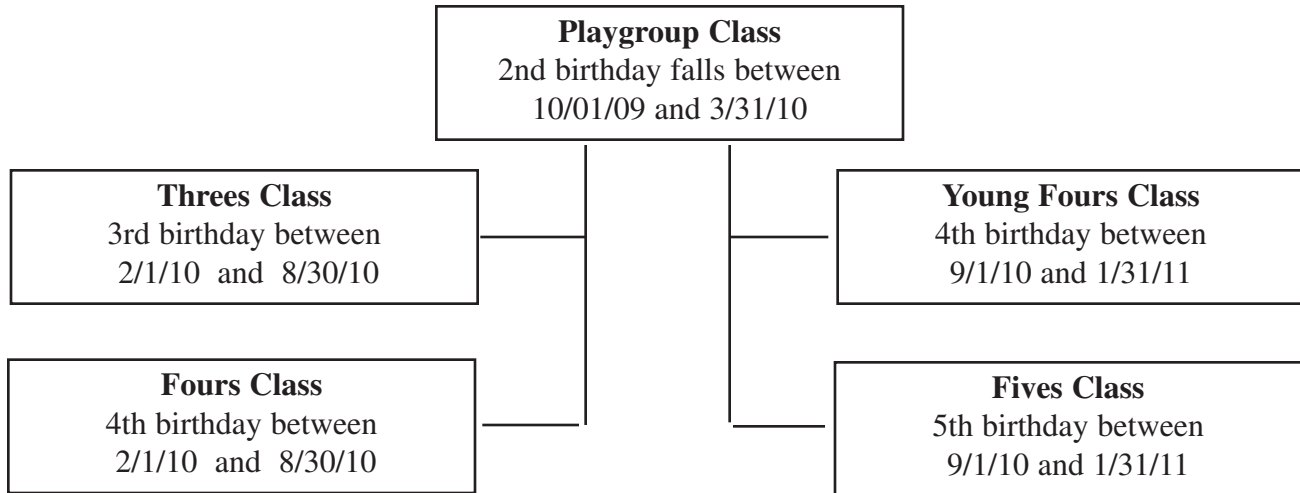 Playgroup Class
2nd birthday falls between
10/01/09 and 3/31/10
Threes Class
3rd birthday between
2/1/10 and 8/30/10
Young Fours Class
4th birthday between
9/1/10 and 1/31/11
Fours Class
4th birthday between
2/1/10 and 8/30/10
Fives Class
5th birthday between
9/1/10 and 1/31/11